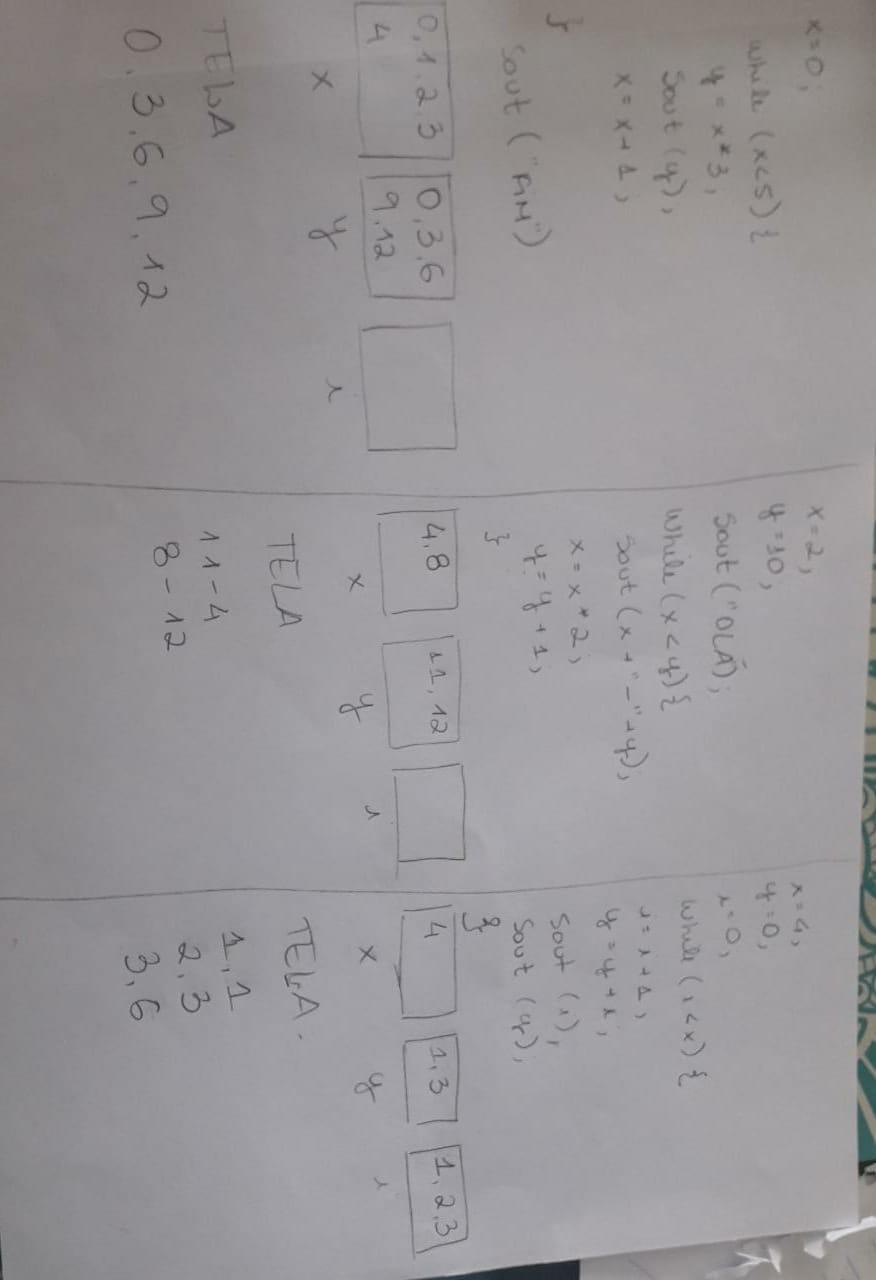 x=0;
while (x<5) {
y = x*3;
Sout (y);
x = x+1;
}
Sout ("FIM")
0,1.2.3
4
0,3.6
9.12
x
y
i
TELA
0.3.6,9.12
x=2;
y=10;
Sout ("OLÁ);
while (x<y) {
Sout (x+"-"+y);
x = x*2;
y = y+1;
}
4.8
11,12
x
y
i
TELA
11-4
8-12
x=4;
y=0;
i=0;
while (i<x) {
i=i+1;
y=y+i;
Sout (i);
}
Sout (y);
4
1.3
1,2.3
x
y
i
TELA.
1,1
2,3
3,6